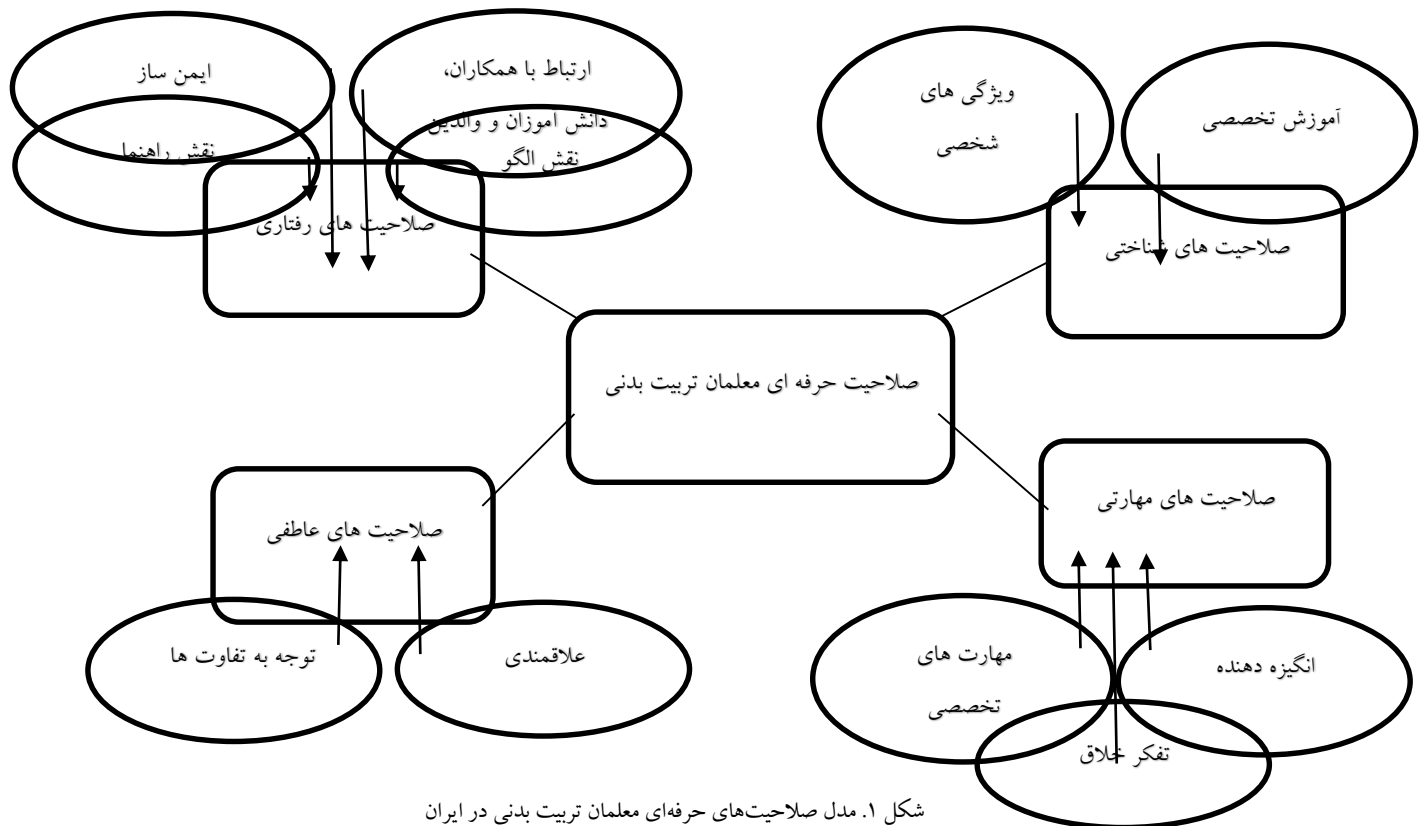 آموزش تخصصی
ویژگی های
شخصی
صلاحیت های شناختی
ارتباط با همکاران،
دانش آموزان و والدین
نقش الگو
ایمن ساز
نقش راهنما
صلاحیت های رفتاری
صلاحیت حرفه ای معلمان تربیت بدنی
صلاحیت های مهارتی
انگیزه دهنده
مهارت های
تخصصی
تفکر خلاق
صلاحیت های عاطفی
علاقمندی
توجه به تفاوت ها
شکل ۱. مدل صلاحیت‌های حرفه‌ای معلمان تربیت بدنی در ایران